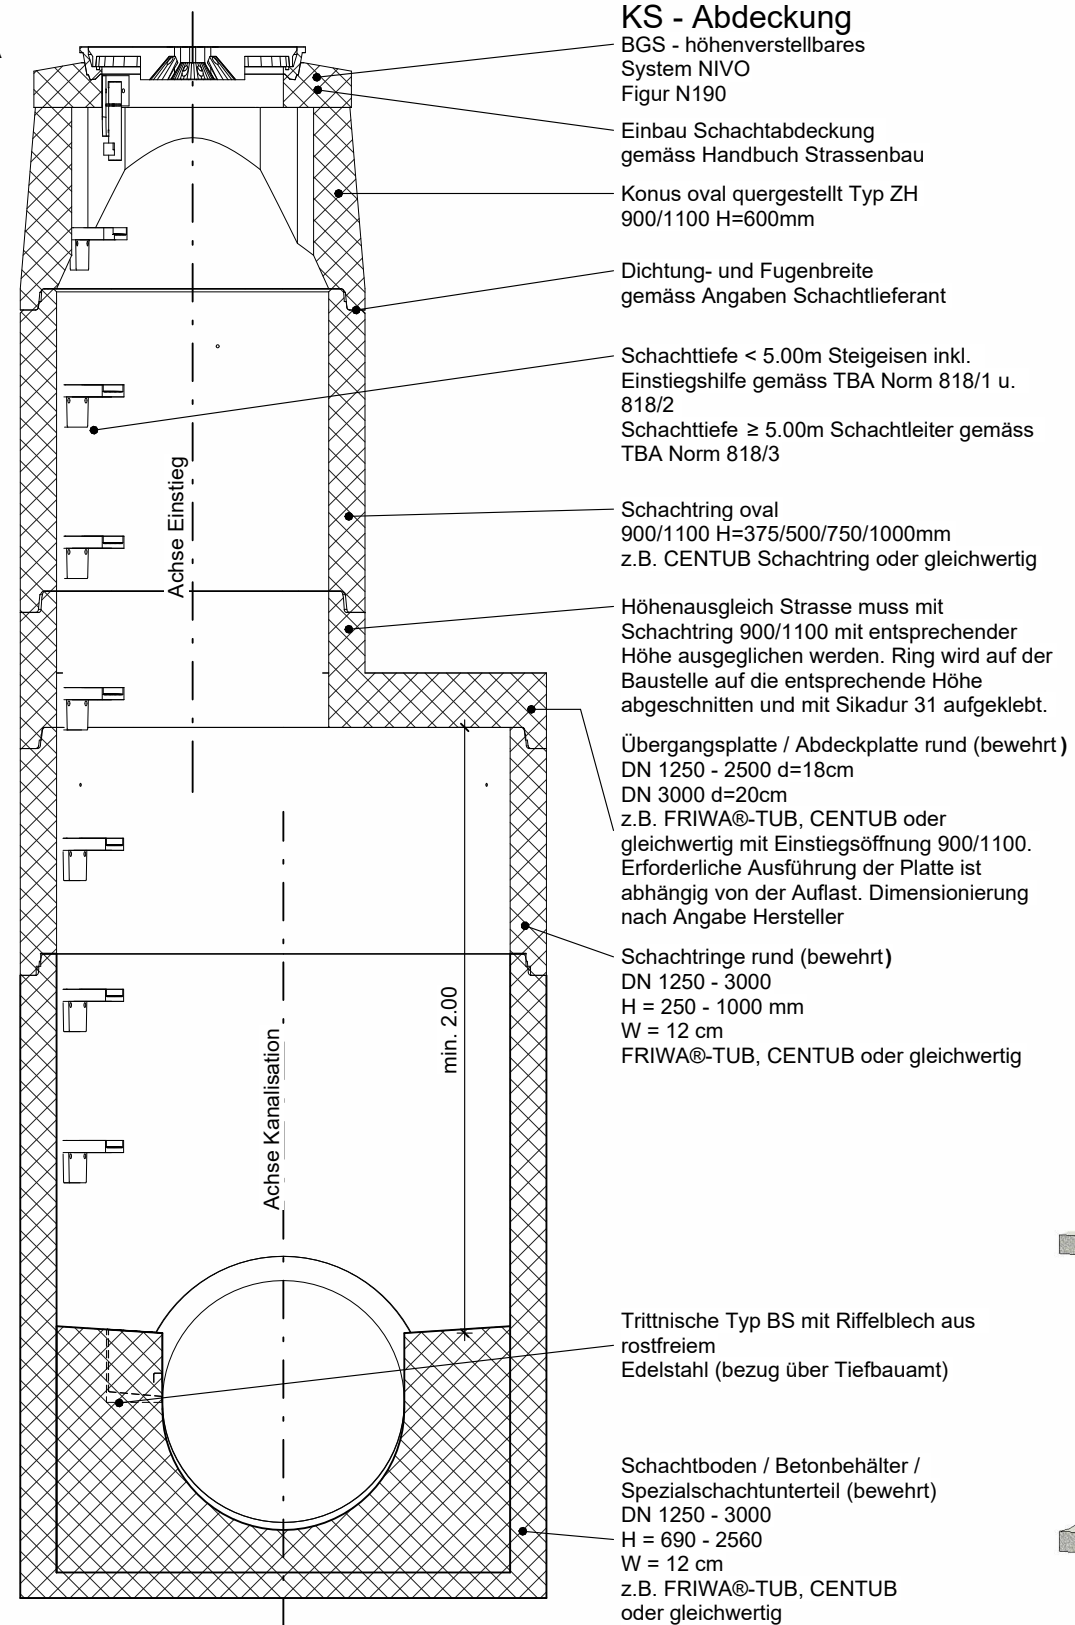 KS - Abdeckung
BGS - höhenverstellbares
System NIVO
Figur N190
Einbau Schachtabdeckung
gemäss Handbuch Strassenbau
Konus oval quergestellt Typ ZH
900/1100 H=600mm
Dichtung- und Fugenbreite
gemäss Angaben Schachtlieferant
Schachttiefe < 5.00m Steigeisen inkl.
Einstiegshilfe gemäss TBA Norm 818/1 u.
818/2
Schachttiefe ≥ 5.00m Schachtleiter gemäss
TBA Norm 818/3
Achse Einstieg
Schachtring oval
900/1100 H=375/500/750/1000mm
z.B. CENTUB Schachtring oder gleichwertig
Höhenausgleich Strasse muss mit
Schachtring 900/1100 mit entsprechender
Höhe ausgeglichen werden. Ring wird auf der
Baustelle auf die entsprechende Höhe
abgeschnitten und mit Sikadur 31 aufgeklebt.
Übergangsplatte / Abdeckplatte rund (bewehrt)
DN 1250 - 2500 d=18cm
DN 3000 d=20cm
z.B. FRIWA®-TUB, CENTUB oder
gleichwertig mit Einstiegsöffnung 900/1100.
Erforderliche Ausführung der Platte ist
abhängig von der Auflast. Dimensionierung
nach Angabe Hersteller
Schachtringe rund (bewehrt)
DN 1250 - 3000
H = 250 - 1000 mm
W = 12 cm
FRIWA®-TUB, CENTUB oder gleichwertig
min. 2.00
Achse Kanalisation
Trittnische Typ BS mit Riffelblech aus
rostfreiem
Edelstahl (bezug über Tiefbauamt)
Schachtboden / Betonbehälter /
Spezialschachtunterteil (bewehrt)
DN 1250 - 3000
H = 690 - 2560
W = 12 cm
z.B. FRIWA®-TUB, CENTUB
oder gleichwertig